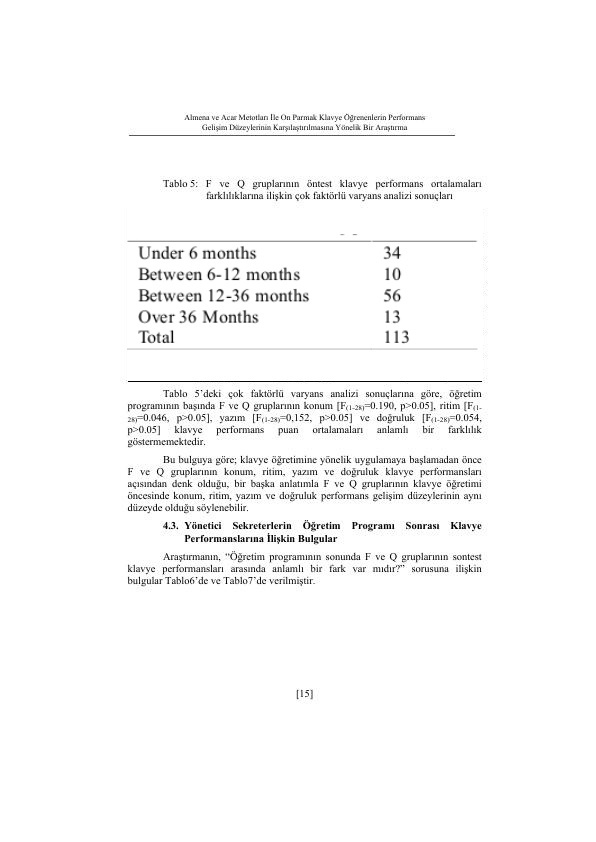 Almena ve Acar Metotları İle On Parmak Klavye Öğrenenlerin Performans
Gelişim Düzeylerinin Karşılaştırılmasına Yönelik Bir Araştırma
Tablo 5: F ve Q gruplarının öntest klavye performans ortalamaları
farklılıklarına ilişkin çok faktörlü varyans analizi sonuçları
Under 6 months 34
Between 6-12 months 10
Between 12-36 months 56
Over 36 Months 13
Total 113
Tablo 5’deki çok faktörlü varyans analizi sonuçlarına göre, öğretim
programının başında F ve Q gruplarının konum [F(1-28)=0.190, p>0.05], ritim [F(1-
28)=0.046, p>0.05], yazım [F(1-28)=0,152, p>0.05] ve doğruluk [F(1-28)=0.054,
p>0.05] klavye performans puan ortalamaları anlamlı bir farklılık
göstermemektedir.
Bu bulguya göre; klavye öğretimine yönelik uygulamaya başlamadan önce
F ve Q gruplarının konum, ritim, yazım ve doğruluk klavye performansları
açısından denk olduğu, bir başka anlatımla F ve Q gruplarının klavye öğretimi
öncesinde konum, ritim, yazım ve doğruluk performans gelişim düzeylerinin aynı
düzeyde olduğu söylenebilir.
4.3. Yönetici Sekreterlerin Öğretim Programı Sonrası Klavye
Performanslarına İlişkin Bulgular
Araştırmanın, “Öğretim programının sonunda F ve Q gruplarının sontest
klavye performansları arasında anlamlı bir fark var mıdır?” sorusuna ilişkin
bulgular Tablo6’de ve Tablo7’de verilmiştir.
[15]